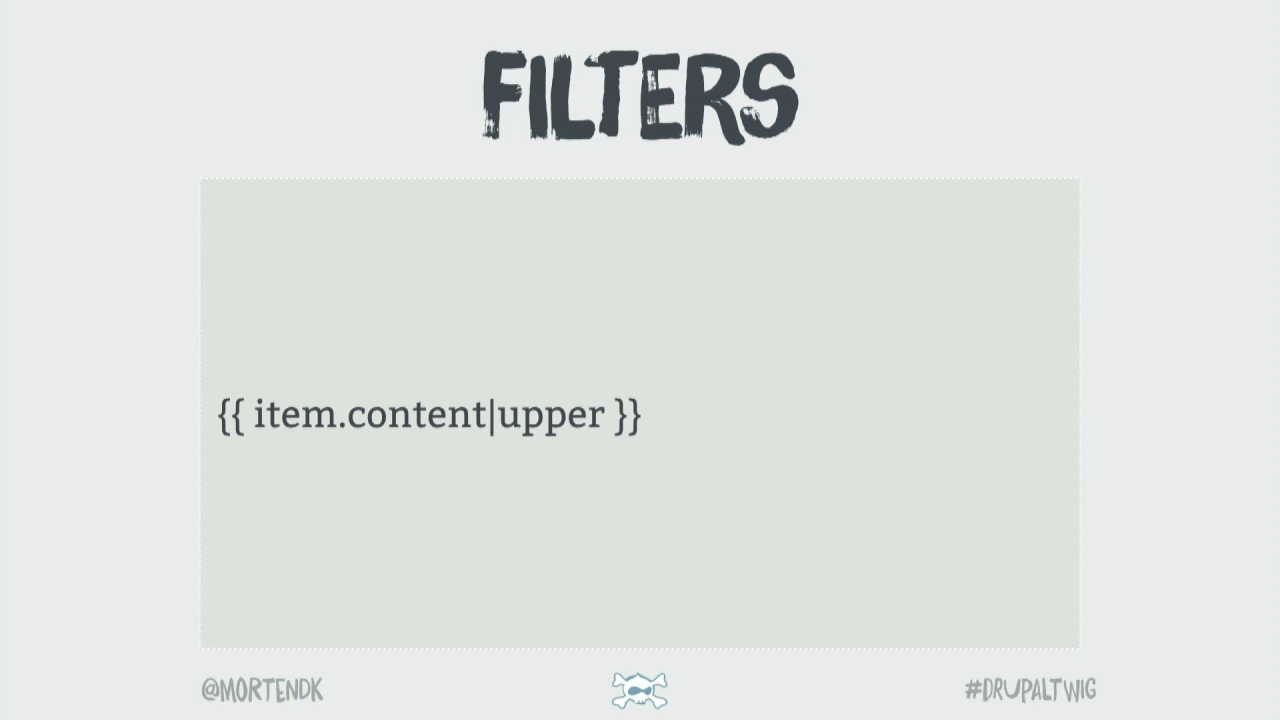 FILTERS
{{ item.content|upper }}
@MORTENDK
#DRUPALTWIG